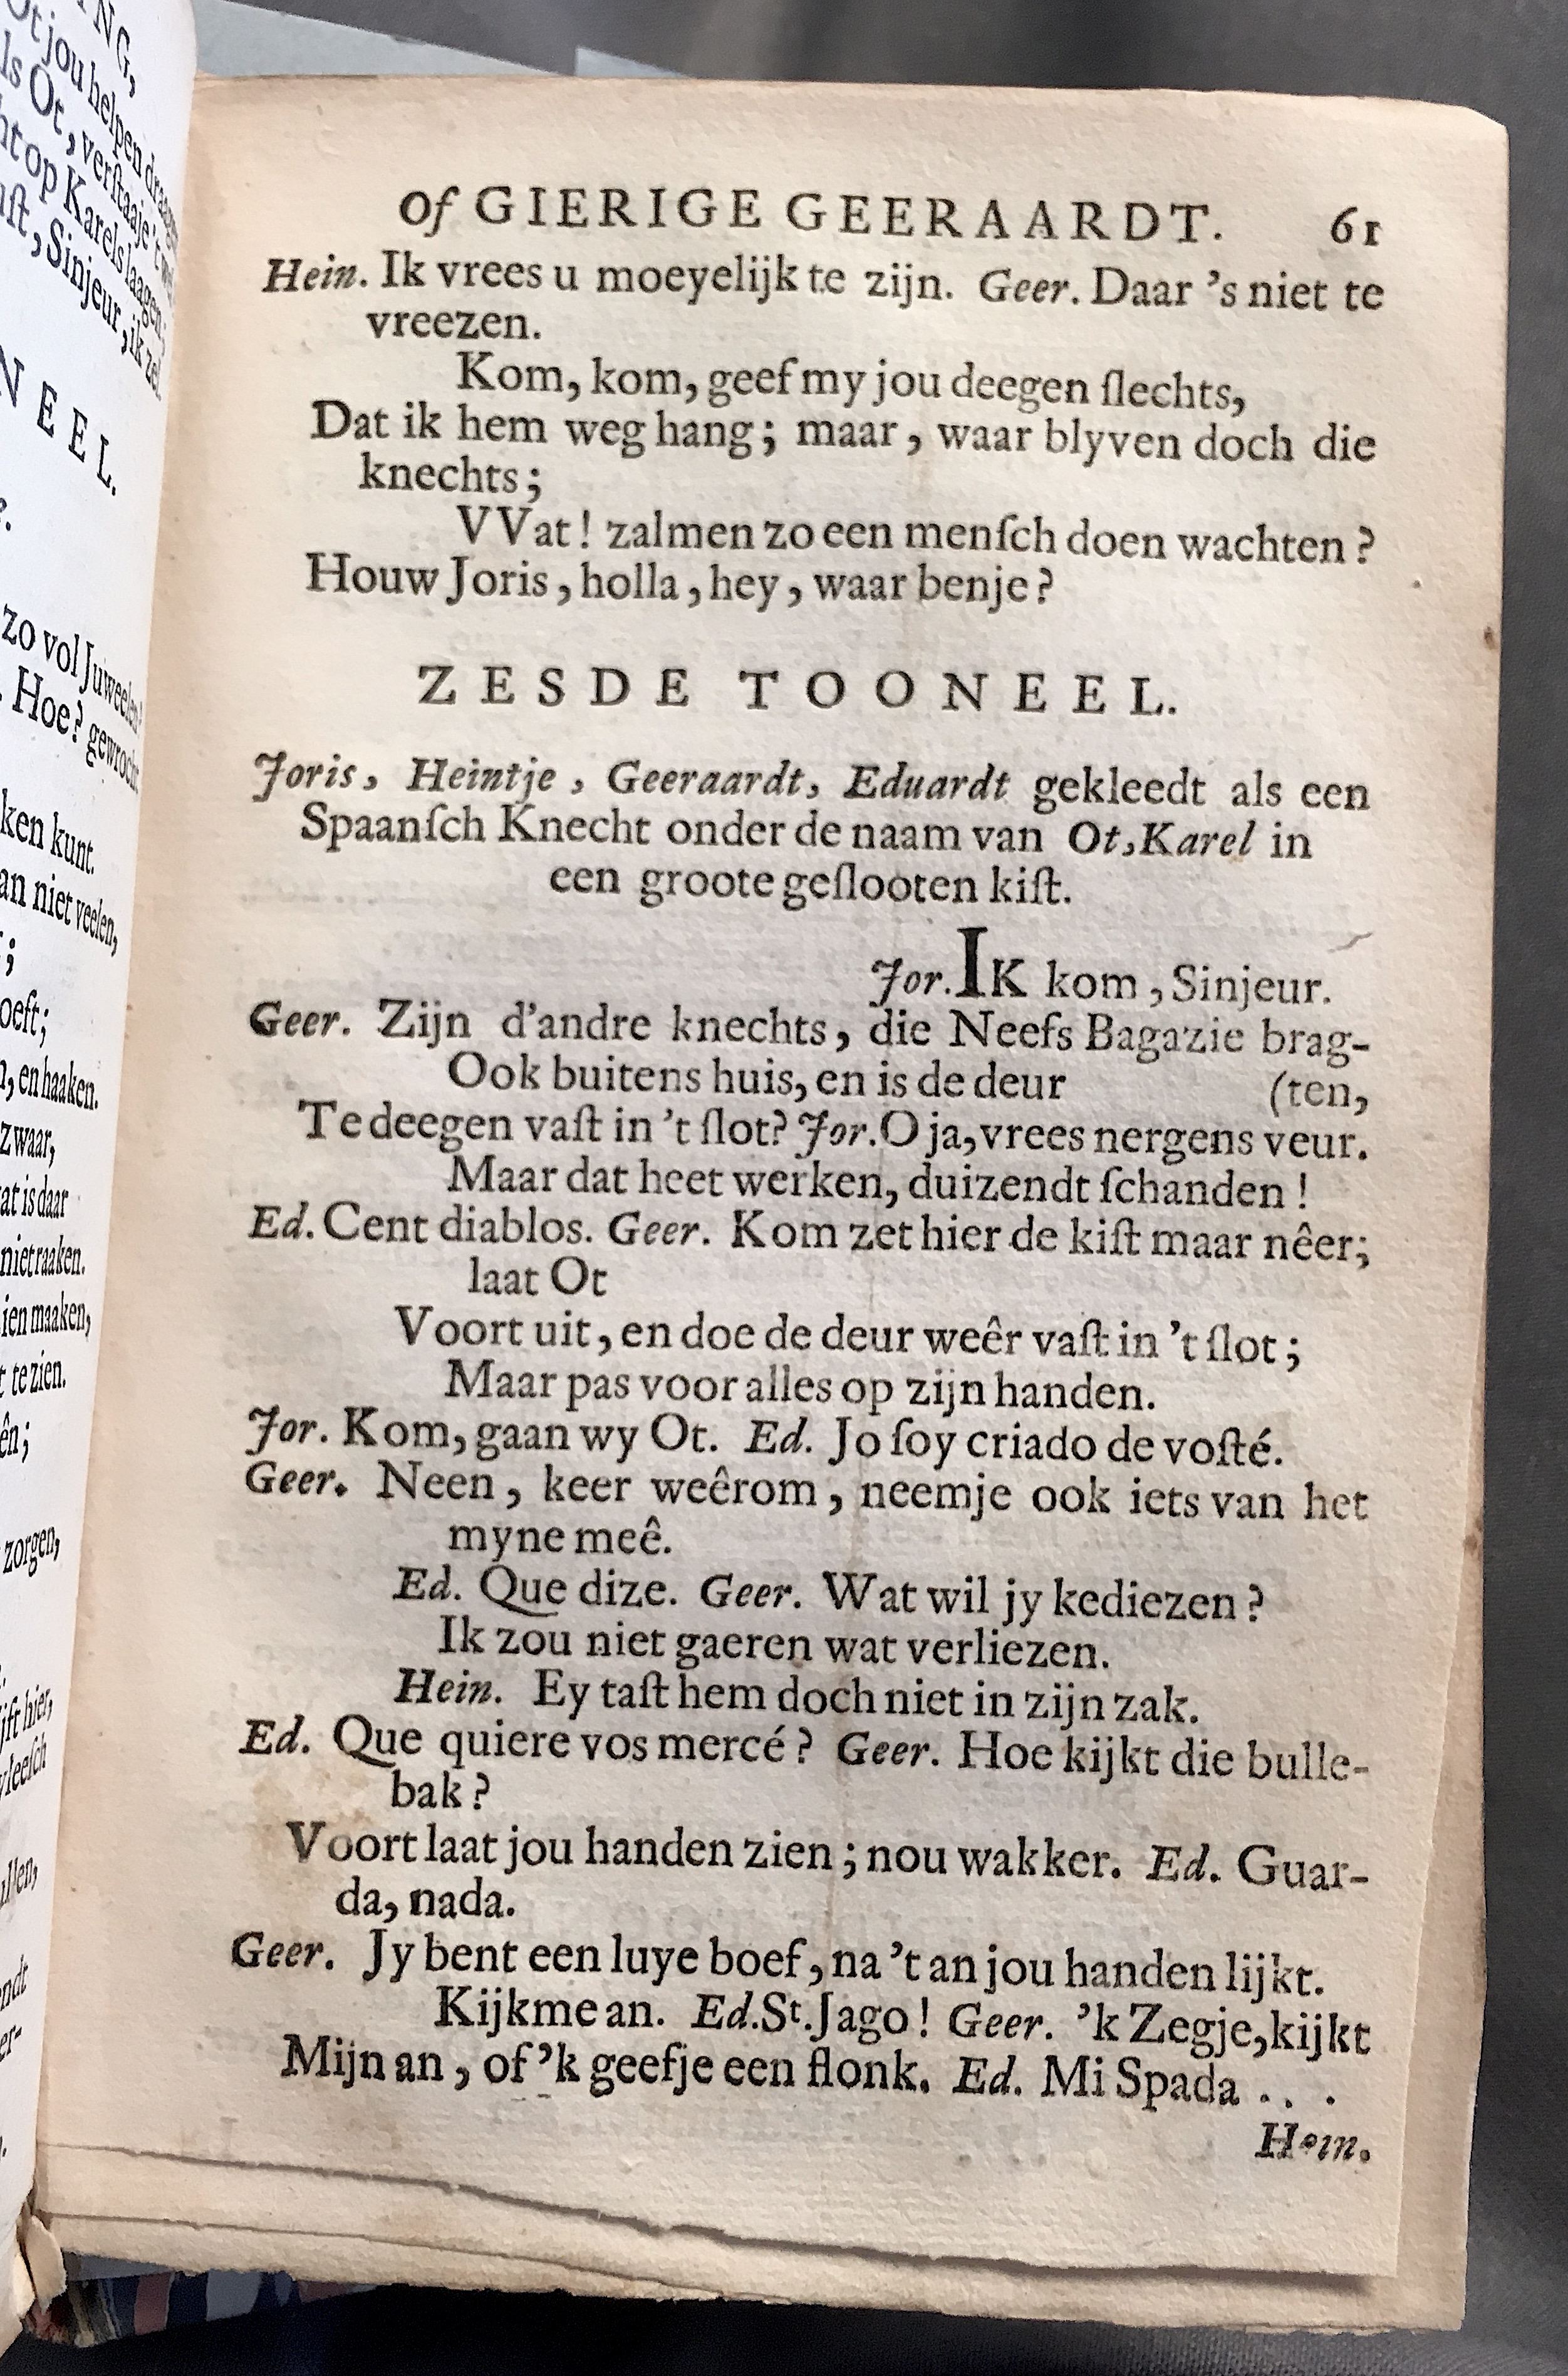 of GIERIGE GEERAARDT. 61
Hein. Ik vrees u moeyelijk te zijn. Geer. Daar 's niet te
vreezen.
Kom, kom, geef my jou deegen ſlechts,
Dat ik hem weg hang; maar, waar blyven doch die
knechts;
VVat! zalmen zo een menſch doen wachten?
Houw Joris, holla, hey, waar benje?
ZESDE TOONEEL.
Joris, Heintje, Geeraardt, Eduardt gekleedt als een
Spaanſch Knecht onder de naam van Ot, Karel in
een groote geſlooten kiſt.
Jor. IK kom, Sinjeur.
Geer. Zijn d'andre knechts, die Neefs Bagazie brag-
Ook buitens huis, en is de deur (ten,
Te deegen vaſt in 't ſlot? Jor. O ja, vrees nergens veur.
Maar dat heet werken, duizendt ſchanden!
Ed. Cent diablos. Geer. Kom zet hier de kiſt maar nêer;
laat Ot
Voort uit, en doe de deur weêr vaſt in 't ſlot;
Maar pas voor alles op zijn handen.
Jor. Kom, gaan wy Ot. Ed. Jo ſoy criado de voſté.
Geer. Neen, keer weêrom, neemje ook iets van het
myne meê.
Ed. Que dize. Geer. Wat wil jy kediezen?
Ik zou niet gaeren wat verliezen.
Hein. Ey taſt hem doch niet in zijn zak.
Ed. Que quiere vos mercé? Geer. Hoe kijkt die bulle-
bak?
Voort laat jou handen zien; nou wakker. Ed. Guar-
da, nada.
Geer. Jy bent een luye boef, na 't an jou handen lijkt.
Kijkme an. Ed. St. Jago! Geer. 'k Zegje, kijkt
Mijn an, of 'k geefje een flonk. Ed. Mi Spada . . .
Hein.